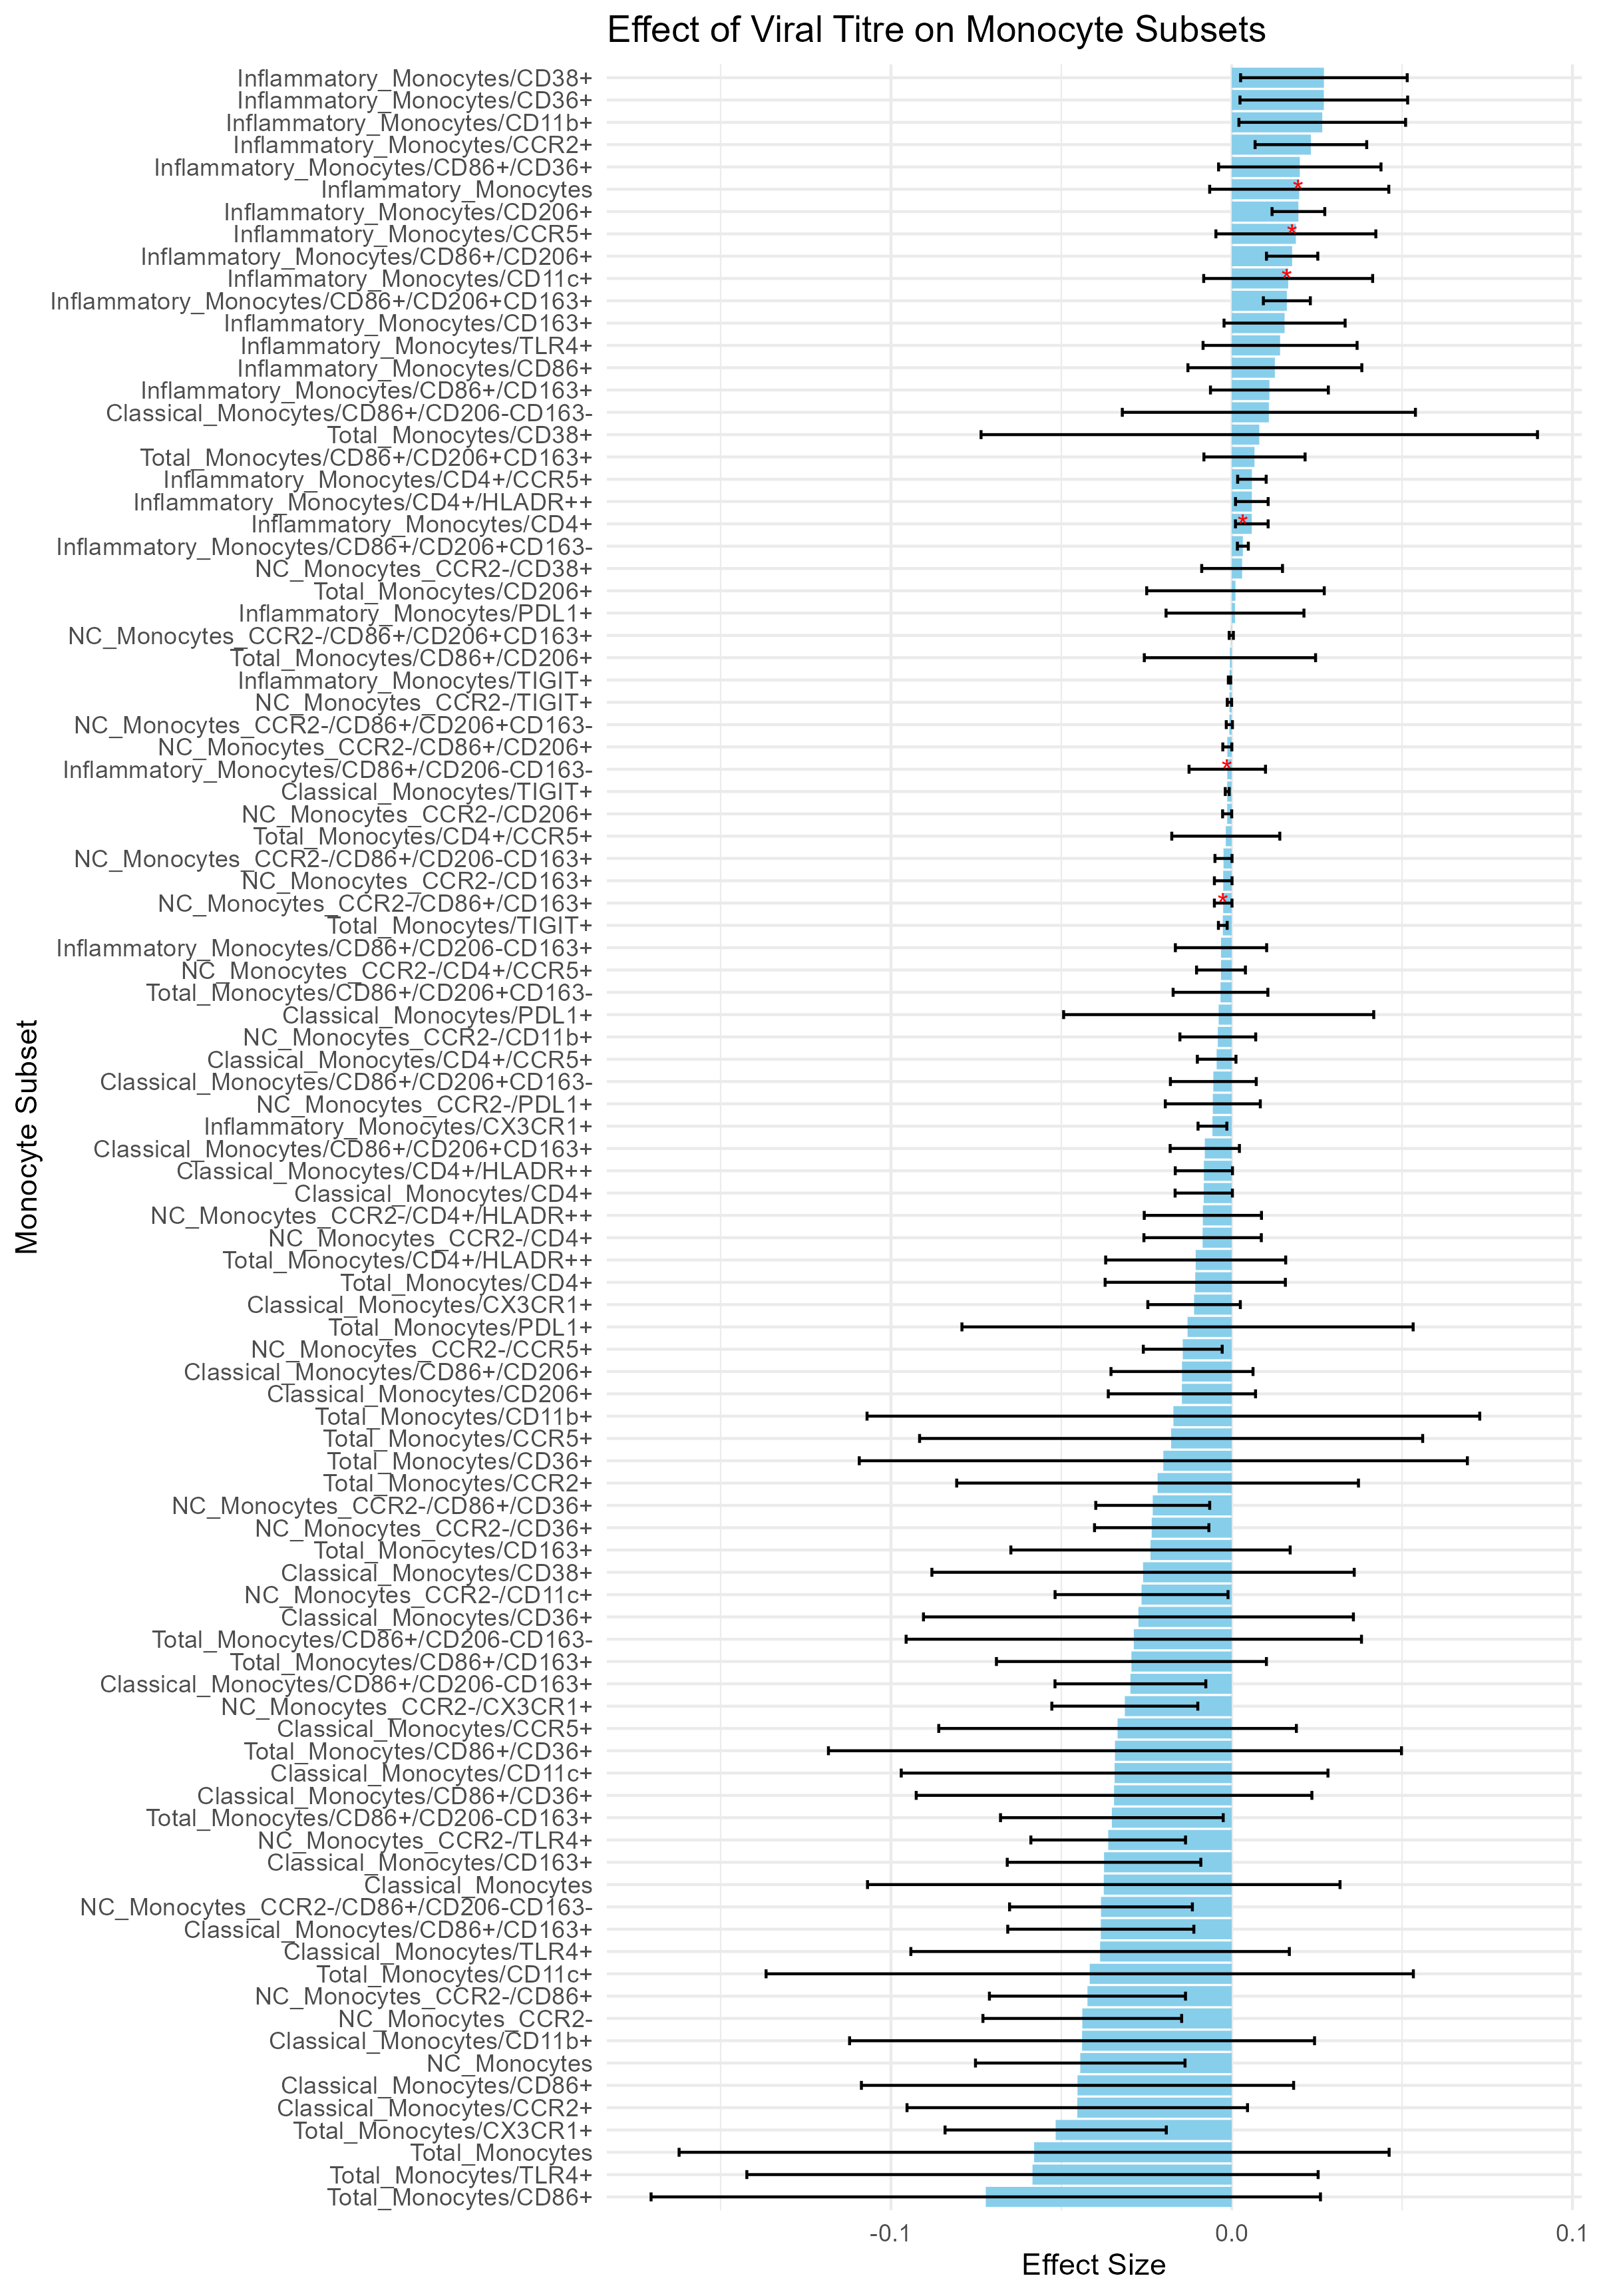 Effect of Viral Titre on Monocyte Subsets
Inflammatory_Monocytes/CD38+
Inflammatory_Monocytes/CD36+
Inflammatory_Monocytes/CD11b+
Inflammatory_Monocytes/CCR2+
Inflammatory_Monocytes/CD86+/CD36+
Inflammatory_Monocytes
*
Inflammatory_Monocytes/CD206+
Inflammatory_Monocytes/CCR5+
*
Inflammatory_Monocytes/CD86+/CD206+
Inflammatory_Monocytes/CD11c+
*
Inflammatory_Monocytes/CD86+/CD206+CD163+
Inflammatory_Monocytes/CD163+
Inflammatory_Monocytes/TLR4+
Inflammatory_Monocytes/CD86+
Inflammatory_Monocytes/CD86+/CD163+
Classical_Monocytes/CD86+/CD206-CD163-
Total_Monocytes/CD38+
Total_Monocytes/CD86+/CD206+CD163+
Inflammatory_Monocytes/CD4+/CCR5+
Inflammatory_Monocytes/CD4+/HLADR++
Inflammatory_Monocytes/CD4+
*
Inflammatory_Monocytes/CD86+/CD206+CD163-
NC_Monocytes_CCR2-/CD38+
Total_Monocytes/CD206+
Inflammatory_Monocytes/PDL1+
NC_Monocytes_CCR2-/CD86+/CD206+CD163+
Total_Monocytes/CD86+/CD206+
Inflammatory_Monocytes/TIGIT+
NC_Monocytes_CCR2-/TIGIT+
NC_Monocytes_CCR2-/CD86+/CD206+CD163-
NC_Monocytes_CCR2-/CD86+/CD206+
Inflammatory_Monocytes/CD86+/CD206-CD163-
*
Classical_Monocytes/TIGIT+
NC_Monocytes_CCR2-/CD206+
Total_Monocytes/CD4+/CCR5+
NC_Monocytes_CCR2-/CD86+/CD206-CD163+
NC_Monocytes_CCR2-/CD163+
NC_Monocytes_CCR2-/CD86+/CD163+
*
Total_Monocytes/TIGIT+
Inflammatory_Monocytes/CD86+/CD206-CD163+
NC_Monocytes_CCR2-/CD4+/CCR5+
Total_Monocytes/CD86+/CD206+CD163-
Classical_Monocytes/PDL1+
NC_Monocytes_CCR2-/CD11b+
Classical_Monocytes/CD4+/CCR5+
Classical_Monocytes/CD86+/CD206+CD163-
NC_Monocytes_CCR2-/PDL1+
Inflammatory_Monocytes/CX3CR1+
Classical_Monocytes/CD86+/CD206+CD163+
Classical_Monocytes/CD4+/HLADR++
Classical_Monocytes/CD4+
NC_Monocytes_CCR2-/CD4+/HLADR++
NC_Monocytes_CCR2-/CD4+
Total_Monocytes/CD4+/HLADR++
Total_Monocytes/CD4+
Classical_Monocytes/CX3CR1+
Total_Monocytes/PDL1+
NC_Monocytes_CCR2-/CCR5+
Classical_Monocytes/CD86+/CD206+
Classical_Monocytes/CD206+
Total_Monocytes/CD11b+
Total_Monocytes/CCR5+
Total_Monocytes/CD36+
Total_Monocytes/CCR2+
NC_Monocytes_CCR2-/CD86+/CD36+
NC_Monocytes_CCR2-/CD36+
Total_Monocytes/CD163+
Classical_Monocytes/CD38+
NC_Monocytes_CCR2-/CD11c+
Classical_Monocytes/CD36+
Total_Monocytes/CD86+/CD206-CD163-
Total_Monocytes/CD86+/CD163+
Classical_Monocytes/CD86+/CD206-CD163+
NC_Monocytes_CCR2-/CX3CR1+
Classical_Monocytes/CCR5+
Total_Monocytes/CD86+/CD36+
Classical_Monocytes/CD11c+
Classical_Monocytes/CD86+/CD36+
Total_Monocytes/CD86+/CD206-CD163+
NC_Monocytes_CCR2-/TLR4+
Classical_Monocytes/CD163+
Classical_Monocytes
NC_Monocytes_CCR2-/CD86+/CD206-CD163-
Classical_Monocytes/CD86+/CD163+
Classical_Monocytes/TLR4+
Total_Monocytes/CD11c+
NC_Monocytes_CCR2-/CD86+
NC_Monocytes_CCR2-
Classical_Monocytes/CD11b+
NC_Monocytes
Classical_Monocytes/CD86+
Classical_Monocytes/CCR2+
Total_Monocytes/CX3CR1+
Total_Monocytes
Total_Monocytes/TLR4+
Total_Monocytes/CD86+
Monocyte Subset
-0.1 0.0 0.1
Effect Size